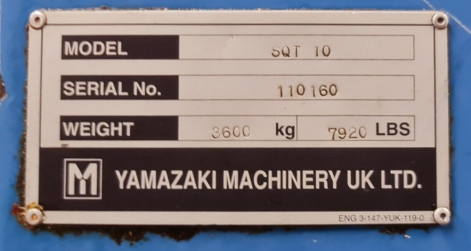 MODEL SQT 10
SERIAL No. 110160
WEIGHT 3600 kg 7920 LBS
M YAMAZAKI MACHINERY UK LTD.
ENG 3-147-YUK-119-0